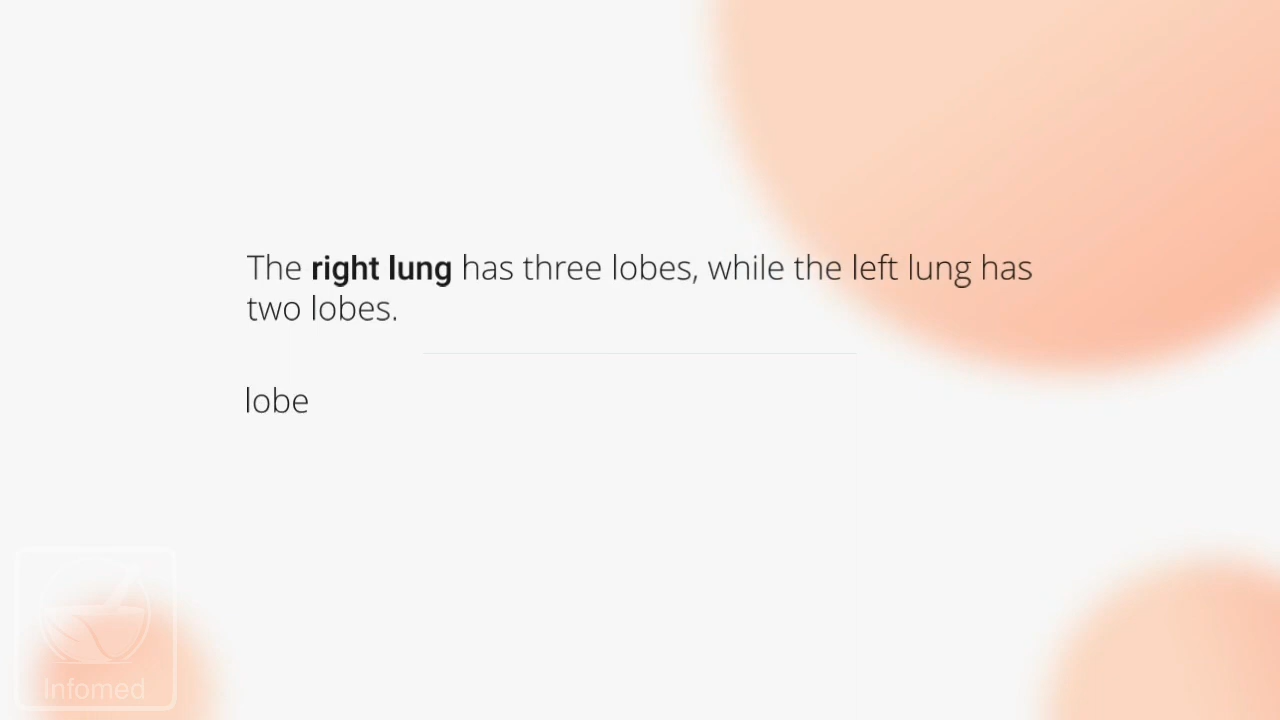 The right lung has three lobes, while the left lung has
two lobes.
lobe
Infomed